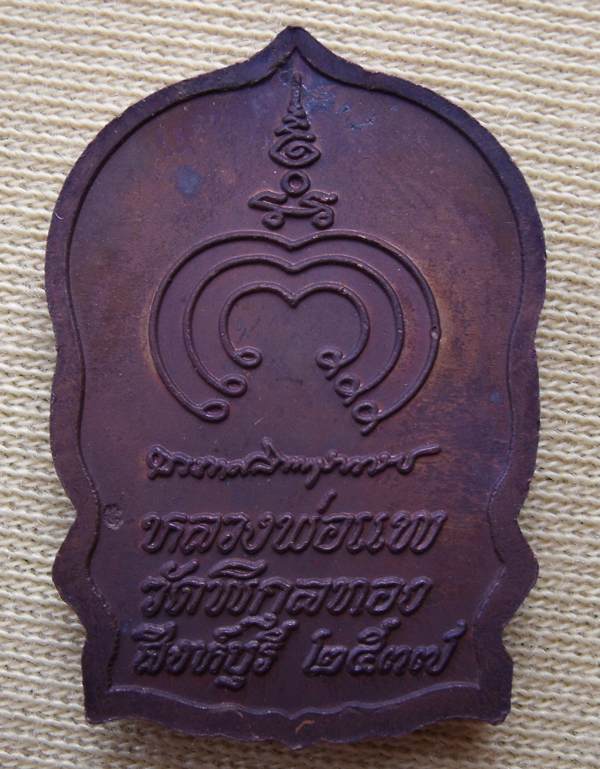 หลวงพ่อแพ
วัดพิกุลทอง
สิงห์บุรี ๒๕๓๗